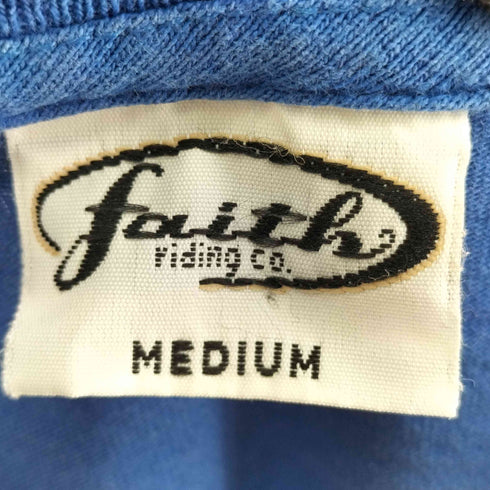 faith
riding co.
MEDIUM